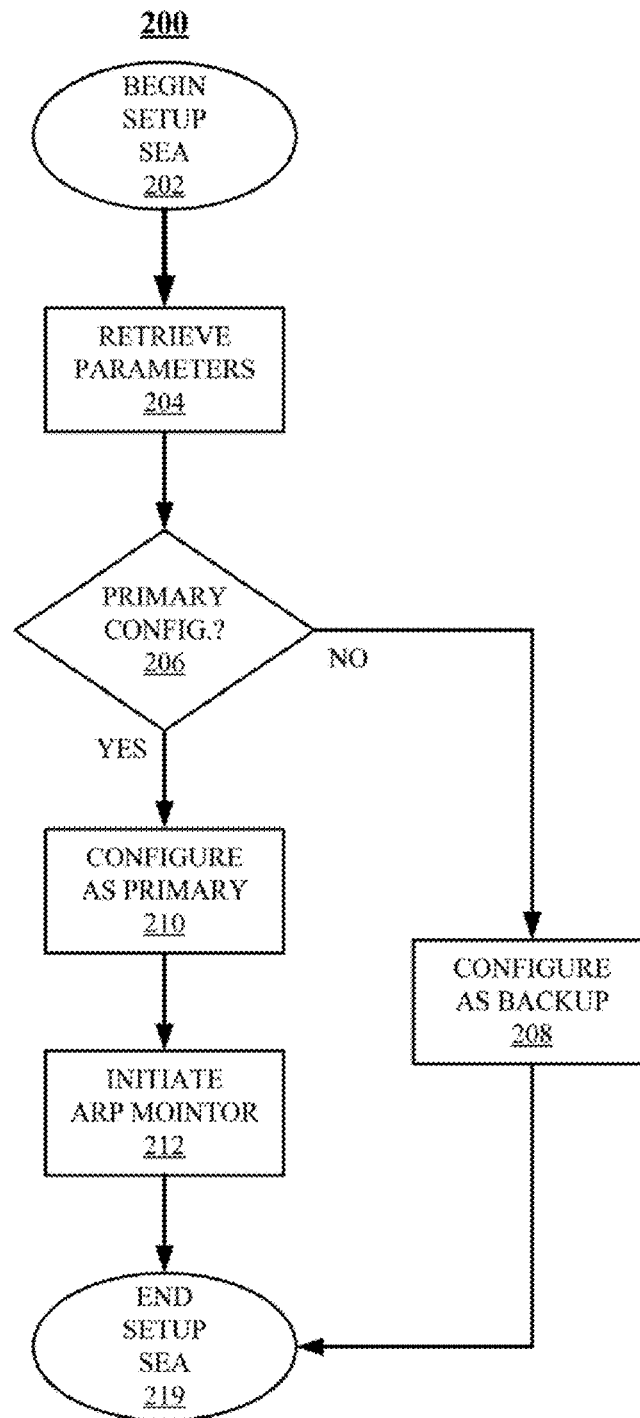 200
BEGIN
SETUP
SEA
202
RETRIEVE
PARAMETERS
204
PRIMARY
CONFIG.?
206
NO
YES
CONFIGURE
AS PRIMARY
210
CONFIGURE
AS BACKUP
208
INITIATE
ARP MOINTOR
212
END
SETUP
SEA
219